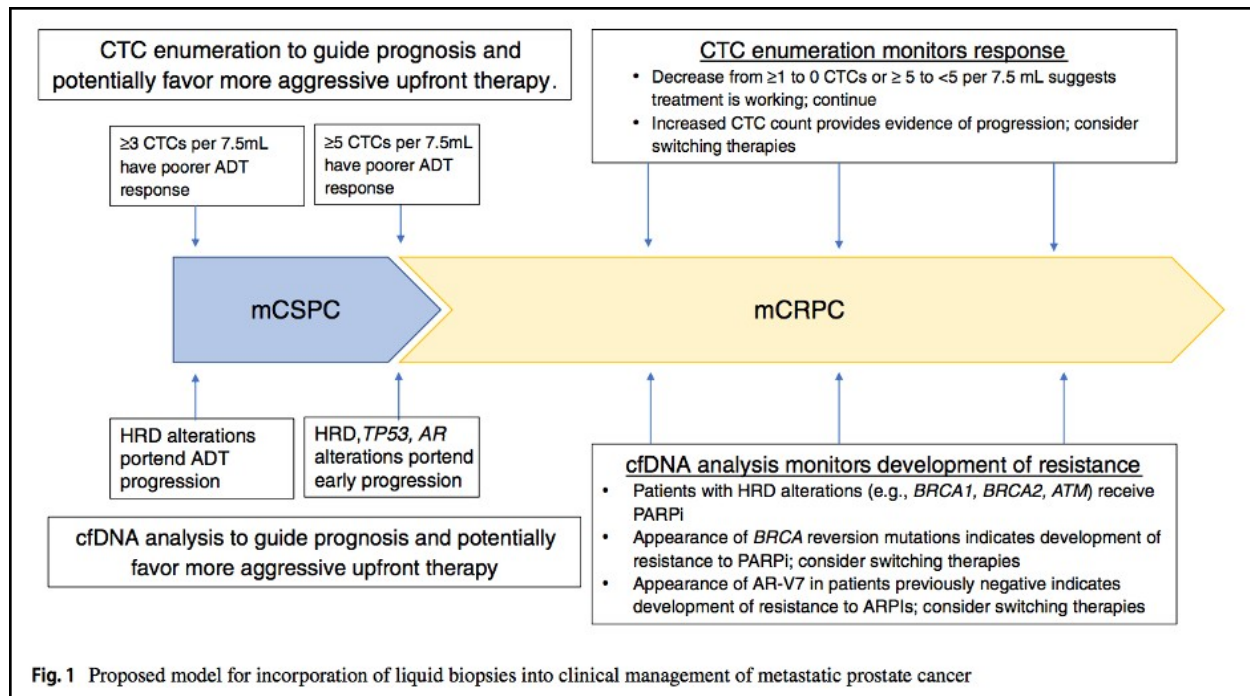 CTC enumeration to guide prognosis and
potentially favor more aggressive upfront therapy.
CTC enumeration monitors response
• Decrease from ≥1 to 0 CTCs or ≥ 5 to <5 per 7.5 mL suggests
treatment is working; continue
• Increased CTC count provides evidence of progression; consider
switching therapies
≥3 CTCs per 7.5mL
have poorer ADT
response
≥5 CTCs per 7.5mL
have poorer ADT
response
mCSPC
mCRPC
HRD alterations
portend ADT
progression
HRD, TP53, AR
alterations portend
early progression
cfDNA analysis to guide prognosis and potentially
favor more aggressive upfront therapy
cfDNA analysis monitors development of resistance
• Patients with HRD alterations (e.g., BRCA1, BRCA2, ATM) receive
PARPi
• Appearance of BRCA reversion mutations indicates development of
resistance to PARPi; consider switching therapies
• Appearance of AR-V7 in patients previously negative indicates
development of resistance to ARPIs; consider switching therapies
Fig. 1 Proposed model for incorporation of liquid biopsies into clinical management of metastatic prostate cancer